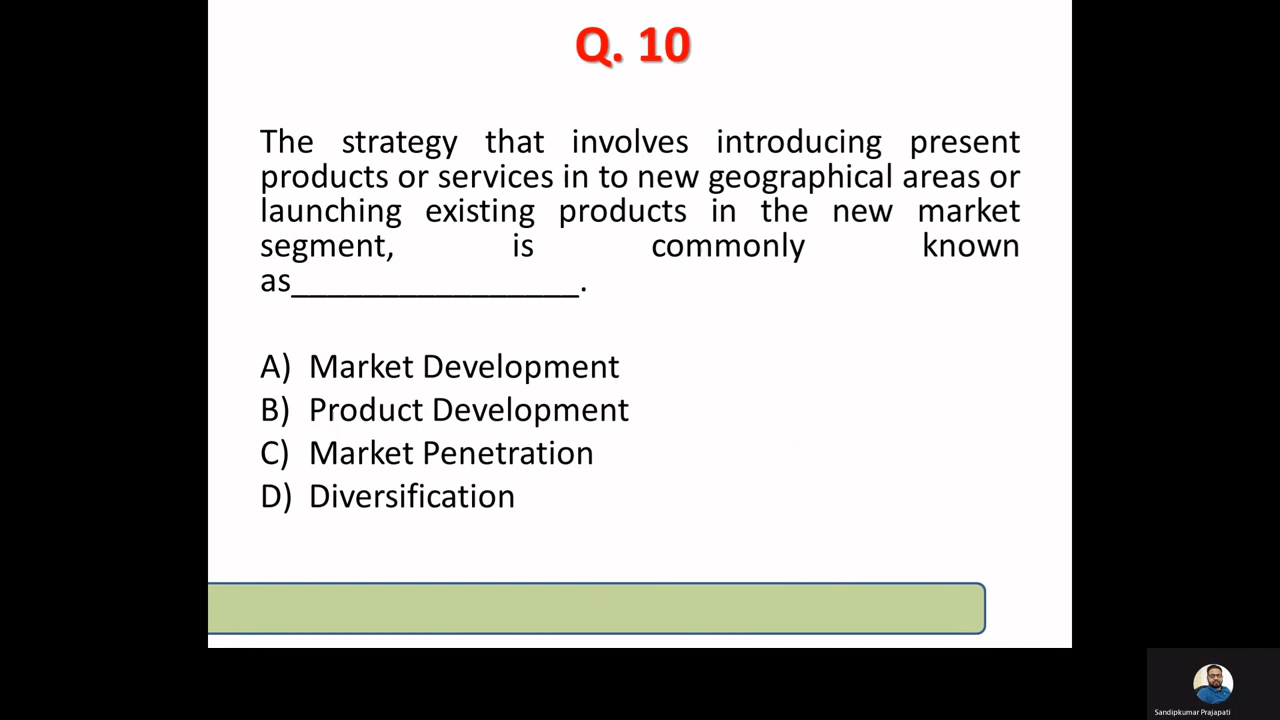 Q. 10
The strategy that involves introducing present
products or services in to new geographical areas or
launching existing products in the new market
segment, is commonly known
as_________________.
A) Market Development
B) Product Development
C) Market Penetration
D) Diversification
Sandipkumar Prajapati